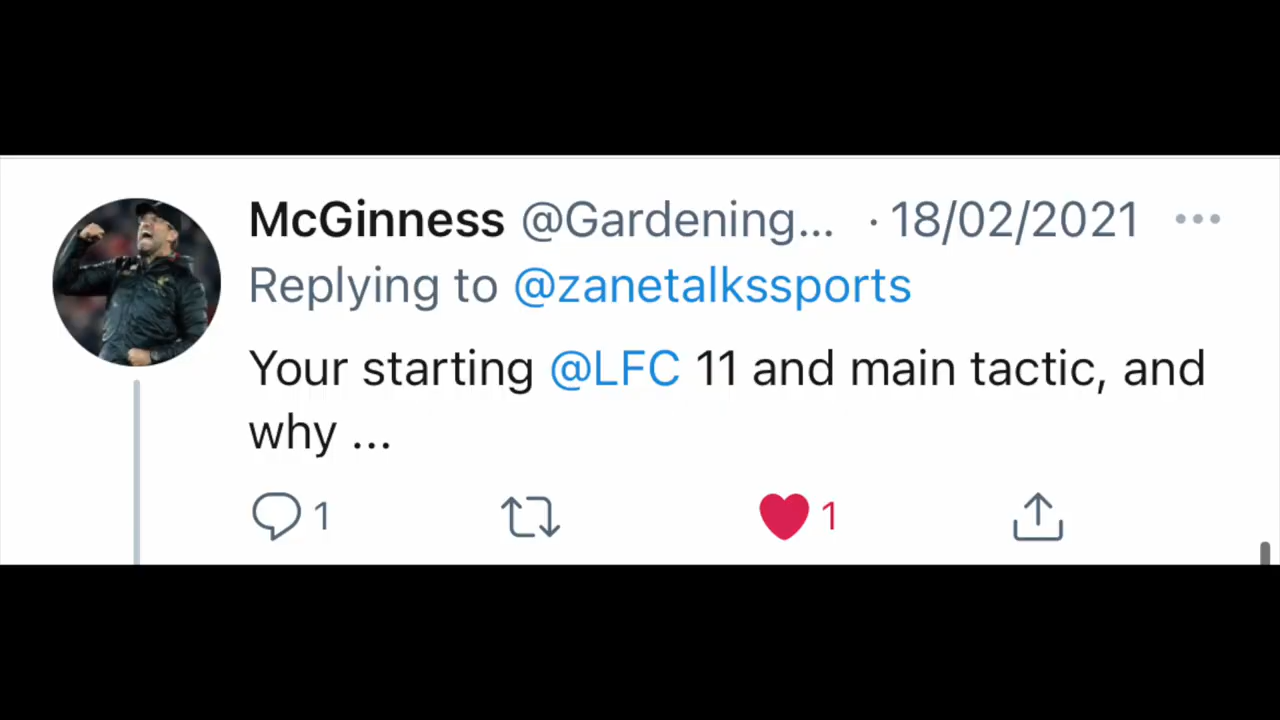 McGinness @Gardening... · 18/02/2021
Replying to @zanetalkssports
Your starting @LFC 11 and main tactic, and
why ...
1 1